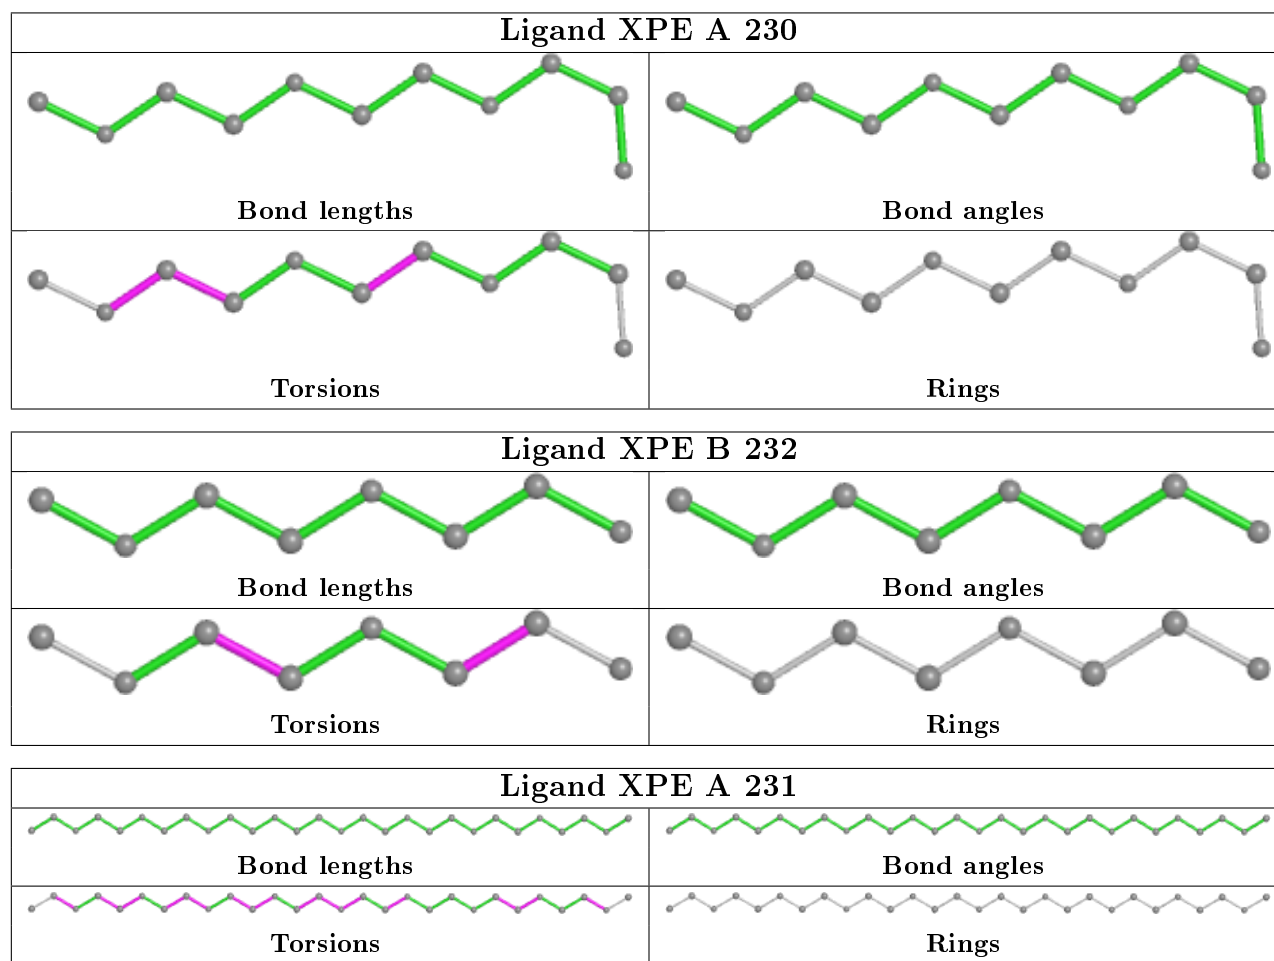 Ligand XPE A 230
Bond lengths
Bond angles
Torsions
Rings
Ligand XPE B 232
Bond lengths
Bond angles
Torsions
Rings
Ligand XPE A 231
Bond lengths
Bond angles
Torsions
Rings